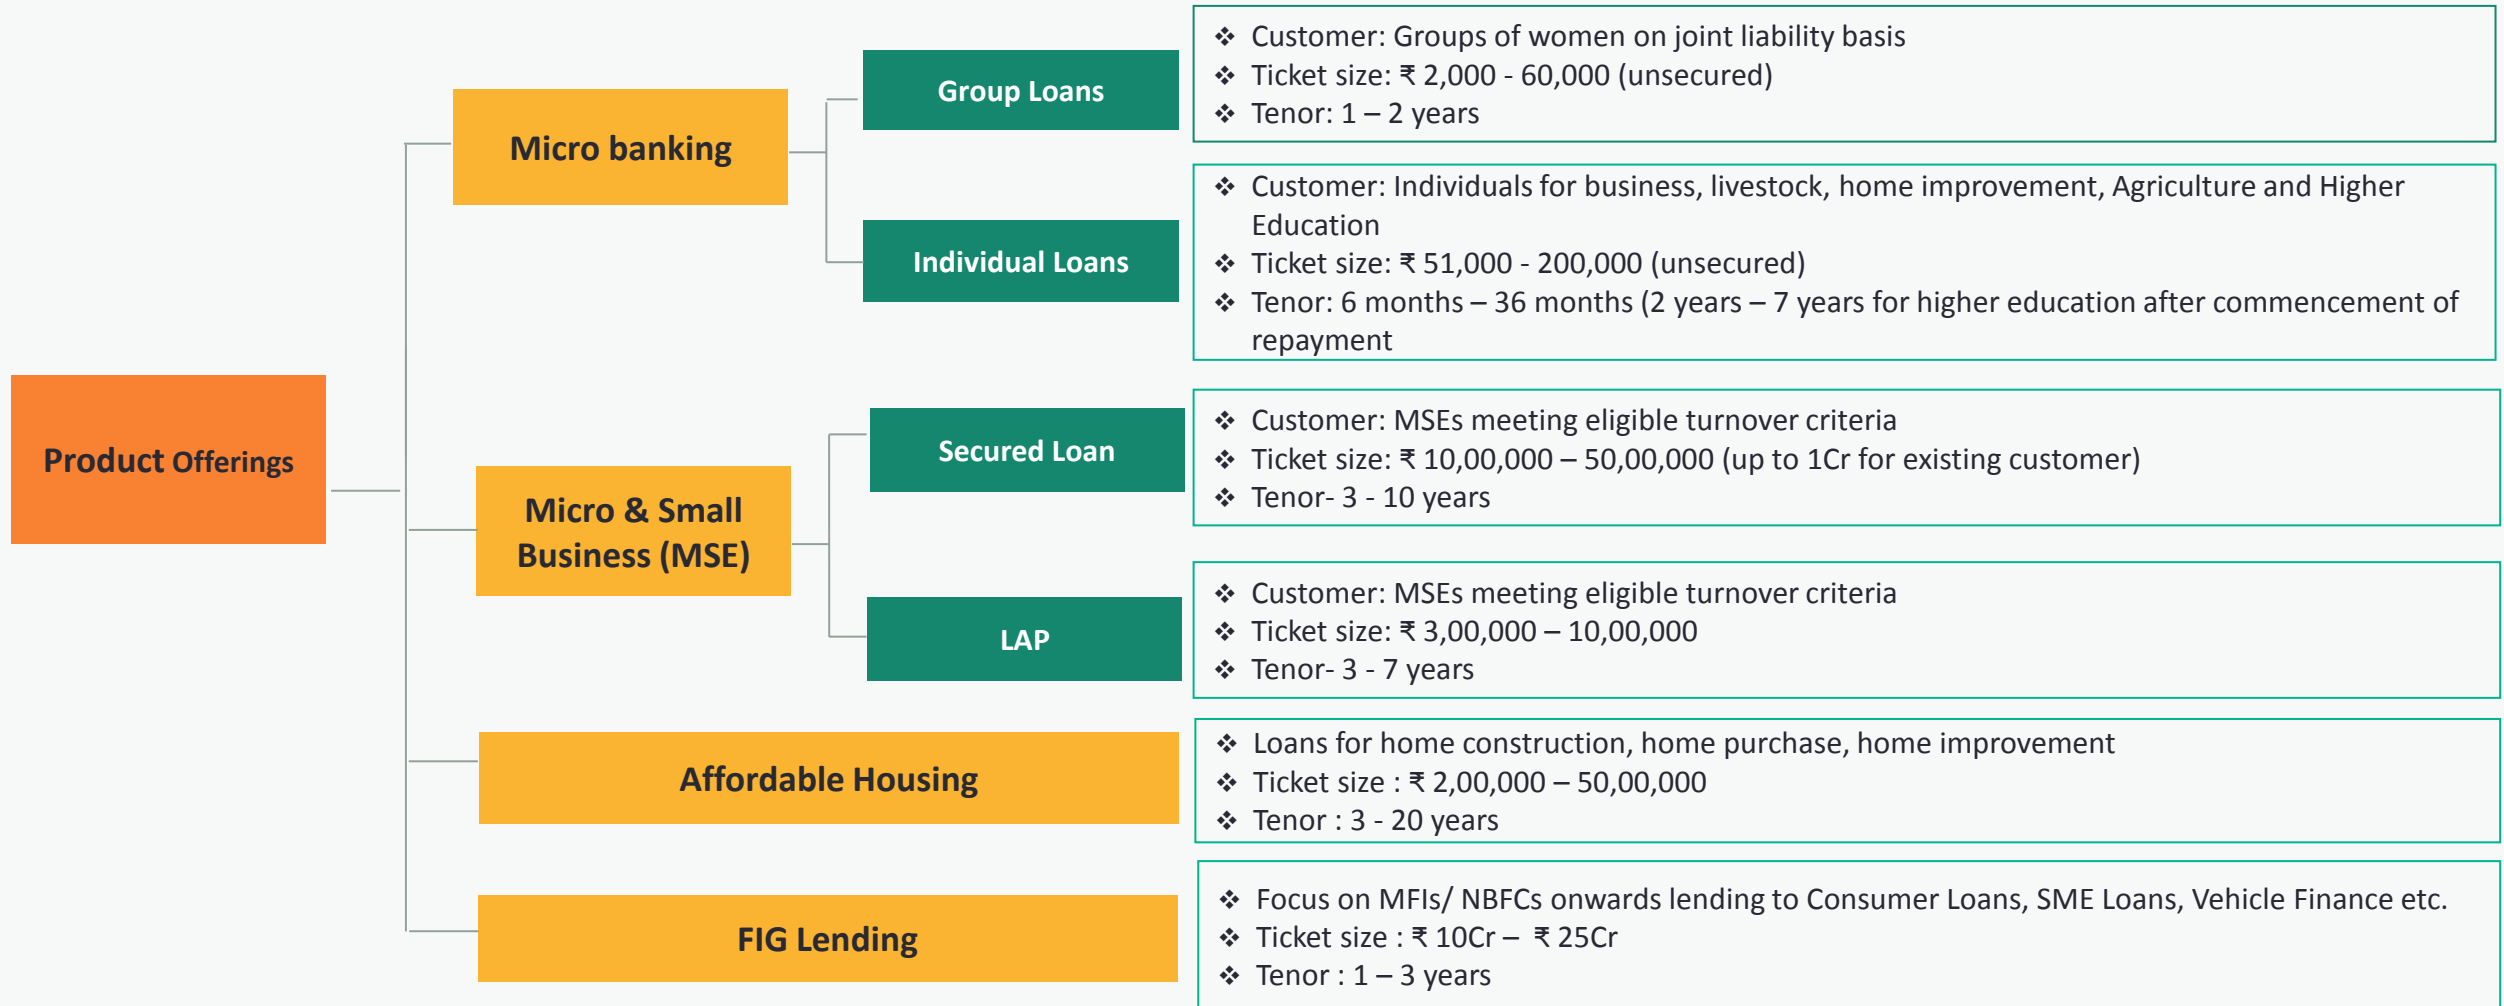 Product Offerings
Micro banking
Group Loans
❖ Customer: Groups of women on joint liability basis
❖ Ticket size: ₹ 2,000 - 60,000 (unsecured)
❖ Tenor: 1 – 2 years
Individual Loans
❖ Customer: Individuals for business, livestock, home improvement, Agriculture and Higher
Education
❖ Ticket size: ₹ 51,000 - 200,000 (unsecured)
❖ Tenor: 6 months – 36 months (2 years – 7 years for higher education after commencement of
repayment
Micro & Small
Business (MSE)
Secured Loan
❖ Customer: MSEs meeting eligible turnover criteria
❖ Ticket size: ₹ 10,00,000 – 50,00,000 (up to 1Cr for existing customer)
❖ Tenor- 3 - 10 years
LAP
❖ Customer: MSEs meeting eligible turnover criteria
❖ Ticket size: ₹ 3,00,000 – 10,00,000
❖ Tenor- 3 - 7 years
Affordable Housing
❖ Loans for home construction, home purchase, home improvement
❖ Ticket size : ₹ 2,00,000 – 50,00,000
❖ Tenor : 3 - 20 years
FIG Lending
❖ Focus on MFIs/ NBFCs onwards lending to Consumer Loans, SME Loans, Vehicle Finance etc.
❖ Ticket size : ₹ 10Cr – ₹ 25Cr
❖ Tenor : 1 – 3 years